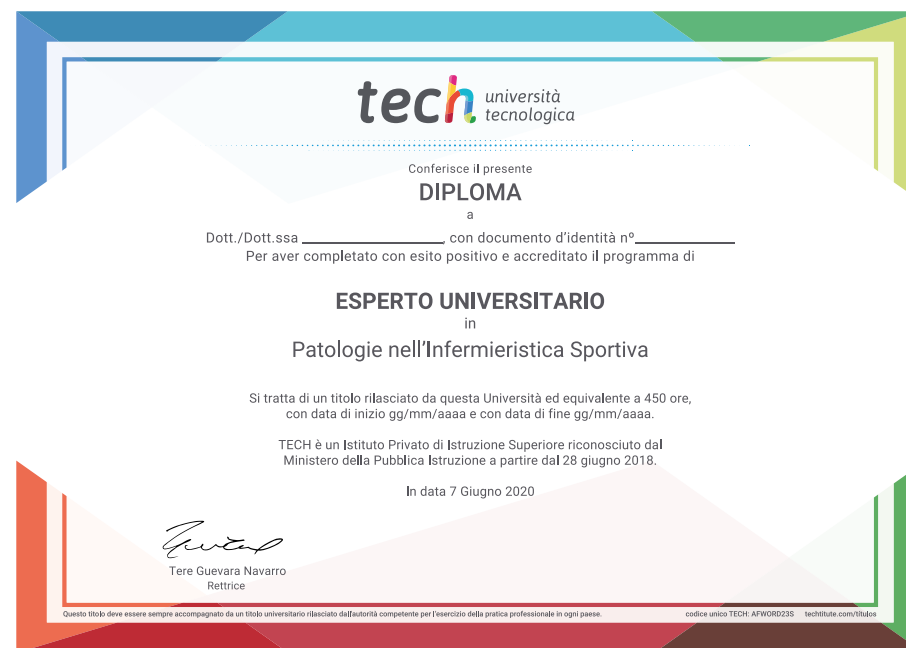 tech università
tecnologica
Conferisce il presente
DIPLOMA
a
Dott./Dott.ssa ____________________, con documento d'identità nº______________
Per aver completato con esito positivo e accreditato il programma di
ESPERTO UNIVERSITARIO
in
Patologie nell'Infermieristica Sportiva
Si tratta di un titolo rilasciato da questa Università ed equivalente a 450 ore,
con data di inizio gg/mm/aaaa e con data di fine gg/mm/aaaa.
TECH è un Istituto Privato di Istruzione Superiore riconosciuto dal
Ministero della Pubblica Istruzione a partire dal 28 giugno 2018.
In data 7 Giugno 2020
Tere Guevara Navarro
Rettrice
Questo titolo deve essere sempre accompagnato da un titolo universitario rilasciato dall'autorità competente per l'esercizio della pratica professionale in ogni paese. codice unico TECH: AFWORD23S techtitute.com/titulos